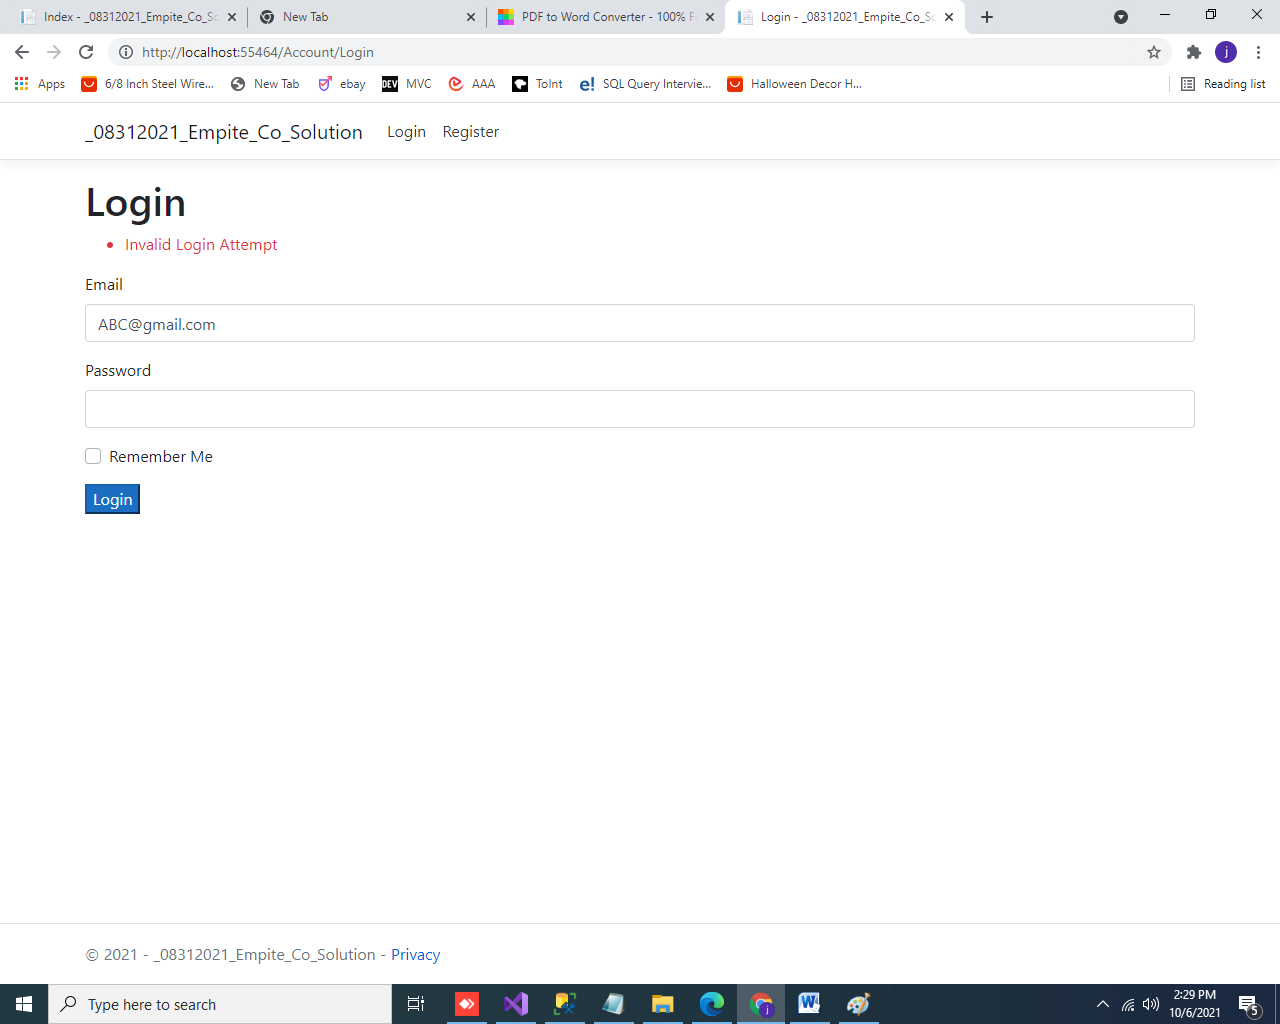 Index - _08312021_Empite_Co_Sc
New Tab
PDF to Word Converter - 100% F
Login - _08312021_Empite_Co_Sc
http://localhost:55464/Account/Login
j
Apps
6/8 Inch Steel Wire...
New Tab
ebay
DEV
MVC
AAA
ToInt
e!
SQL Query Intervie...
Halloween Decor H...
Reading list
_08312021_Empite_Co_Solution
Login
Register
Login
Invalid Login Attempt
Email
ABC@gmail.com
Password
Remember Me
Login
© 2021 - _08312021_Empite_Co_Solution - Privacy
Type here to search
j
W
2:29 PM
10/6/2021
5